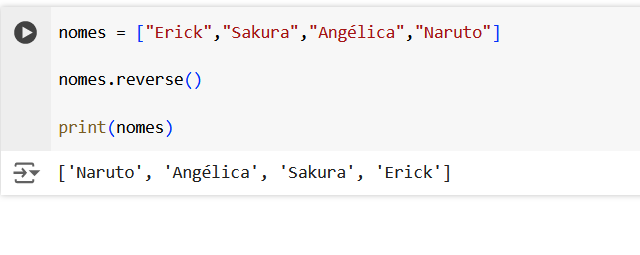 nomes = ["Erick","Sakura","Angélica","Naruto"]
nomes.reverse()
print(nomes)
['Naruto', 'Angélica', 'Sakura', 'Erick']